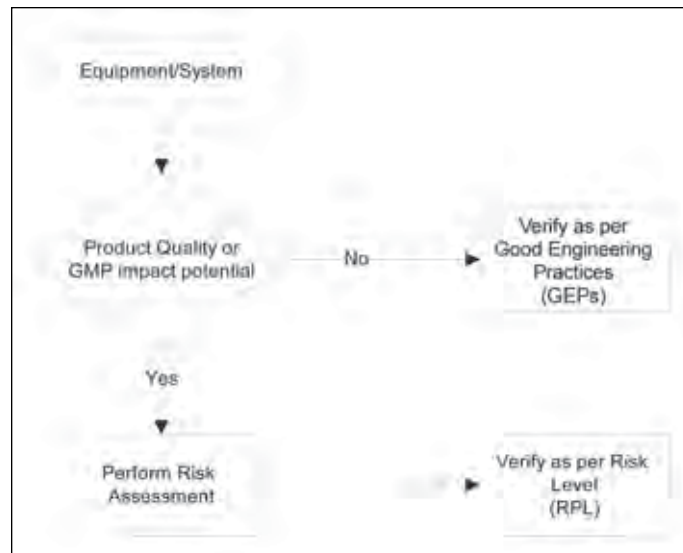 Equipment/System
Product Quality or
GMP impact potential
No
Verify as per
Good Engineering
Practices
(GEPs)
Yes
Perform Risk
Assessment
Verify as per Risk
Level
(RPL)